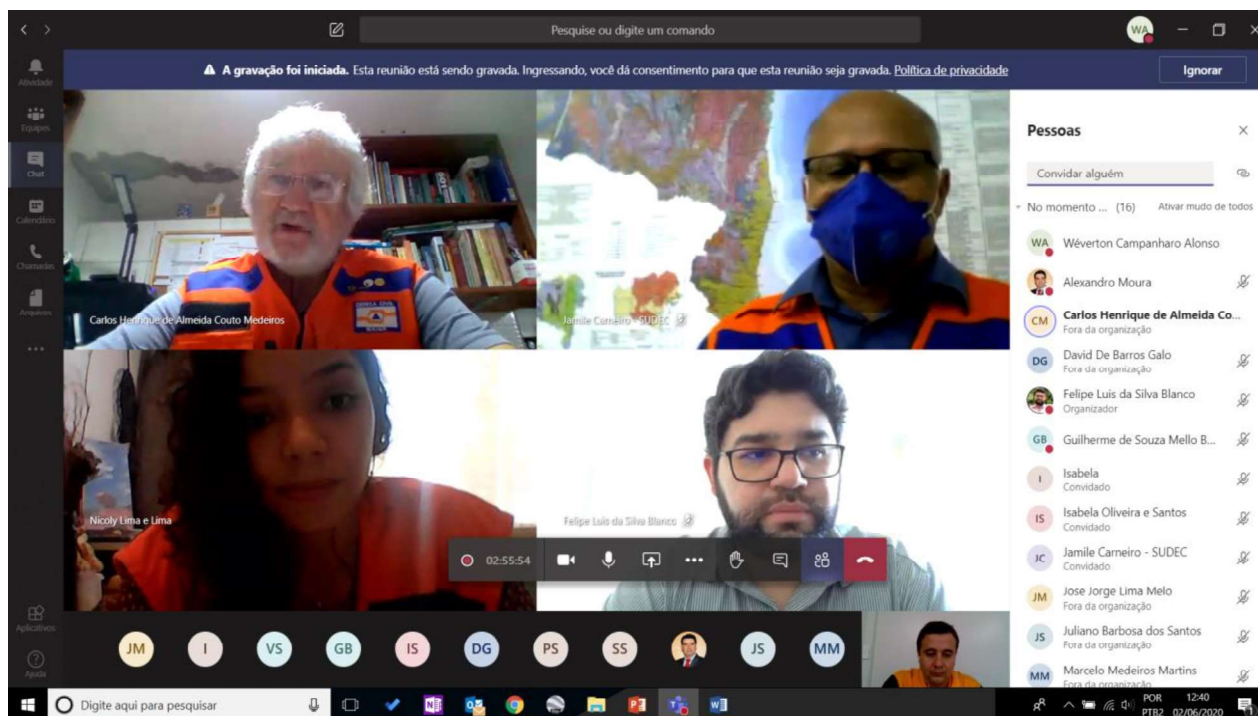 Pesquise ou digite um comando
WA
A gravação foi iniciada. Esta reunião está sendo gravada. Ingressando, você dá consentimento para que esta reunião seja gravada. Política de privacidade
Ignorar
Atividade
Equipes
Chat
Calendário
Chamadas
Arquivos
Aplicativos
Ajuda
DEFESA CIVIL
Carlos Henrique de Almeida Couto Medeiros
Jamile Carneiro - SUDEC
Nicoly Lima e Lima
Felipe Luis da Silva Blanco
02:55:54
JM
I
VS
GB
IS
DG
PS
SS
JS
MM
Pessoas
Convidar alguém
No momento ... (16) Ativar mudo de todos
WA Wéverton Campanharo Alonso
Alexandro Moura
CM Carlos Henrique de Almeida Co...
Fora da organização
DG David De Barros Galo
Fora da organização
Felipe Luis da Silva Blanco
Organizador
GB Guilherme de Souza Mello B...
I Isabela
Convidado
IS Isabela Oliveira e Santos
Convidado
JC Jamile Carneiro - SUDEC
Convidado
JM Jose Jorge Lima Melo
Fora da organização
JS Juliano Barbosa dos Santos
Fora da organização
MM Marcelo Medeiros Martins
Fora da organização
Digite aqui para pesquisar
POR
PTB2
12:40
02/06/2020